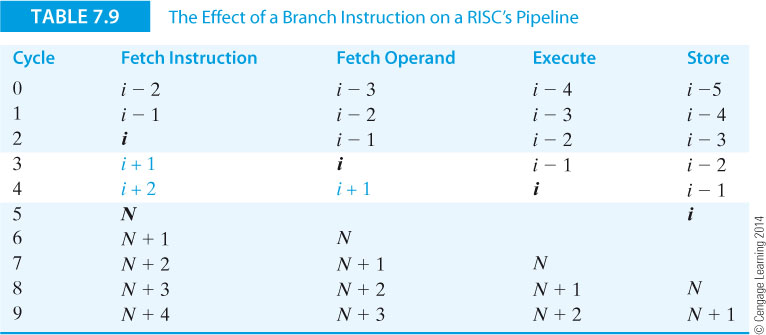 TABLE 7.9 The Effect of a Branch Instruction on a RISC's Pipeline
Cycle Fetch Instruction Fetch Operand Execute Store
0 i − 2 i − 3 i − 4 i −5
1 i − 1 i − 2 i − 3 i − 4
2 i i − 1 i − 2 i − 3
3 i + 1 i i − 1 i − 2
4 i + 2 i + 1 i i − 1
5 N i
6 N + 1 N
7 N + 2 N + 1 N
8 N + 3 N + 2 N + 1 N
9 N + 4 N + 3 N + 2 N + 1
© Cengage Learning 2014